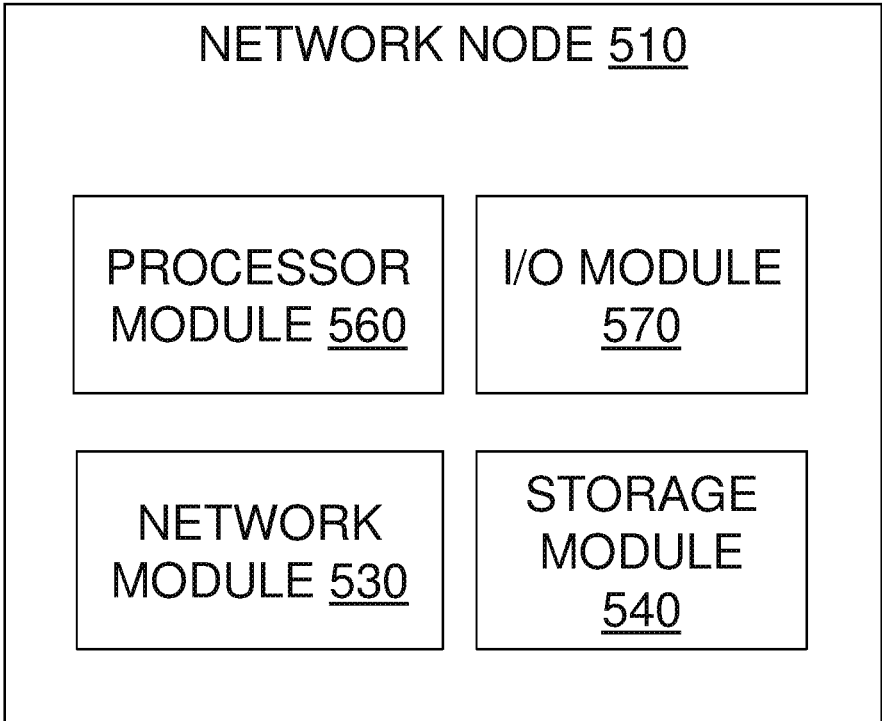 NETWORK NODE 510
PROCESSOR
MODULE 560
I/O MODULE
570
NETWORK
MODULE 530
STORAGE
MODULE
540